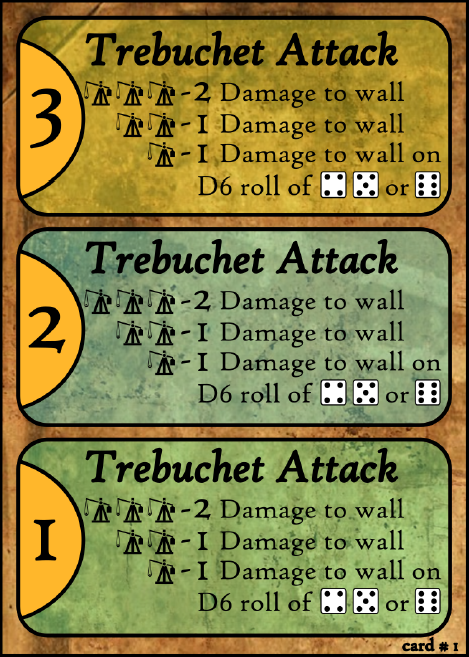 Trebuchet Attack
3
-2 Damage to wall
-1 Damage to wall
-1 Damage to wall on
D6 roll of or
Trebuchet Attack
2
-2 Damage to wall
-1 Damage to wall
-1 Damage to wall on
D6 roll of or
Trebuchet Attack
1
-2 Damage to wall
-1 Damage to wall
-1 Damage to wall on
D6 roll of or
card # 1